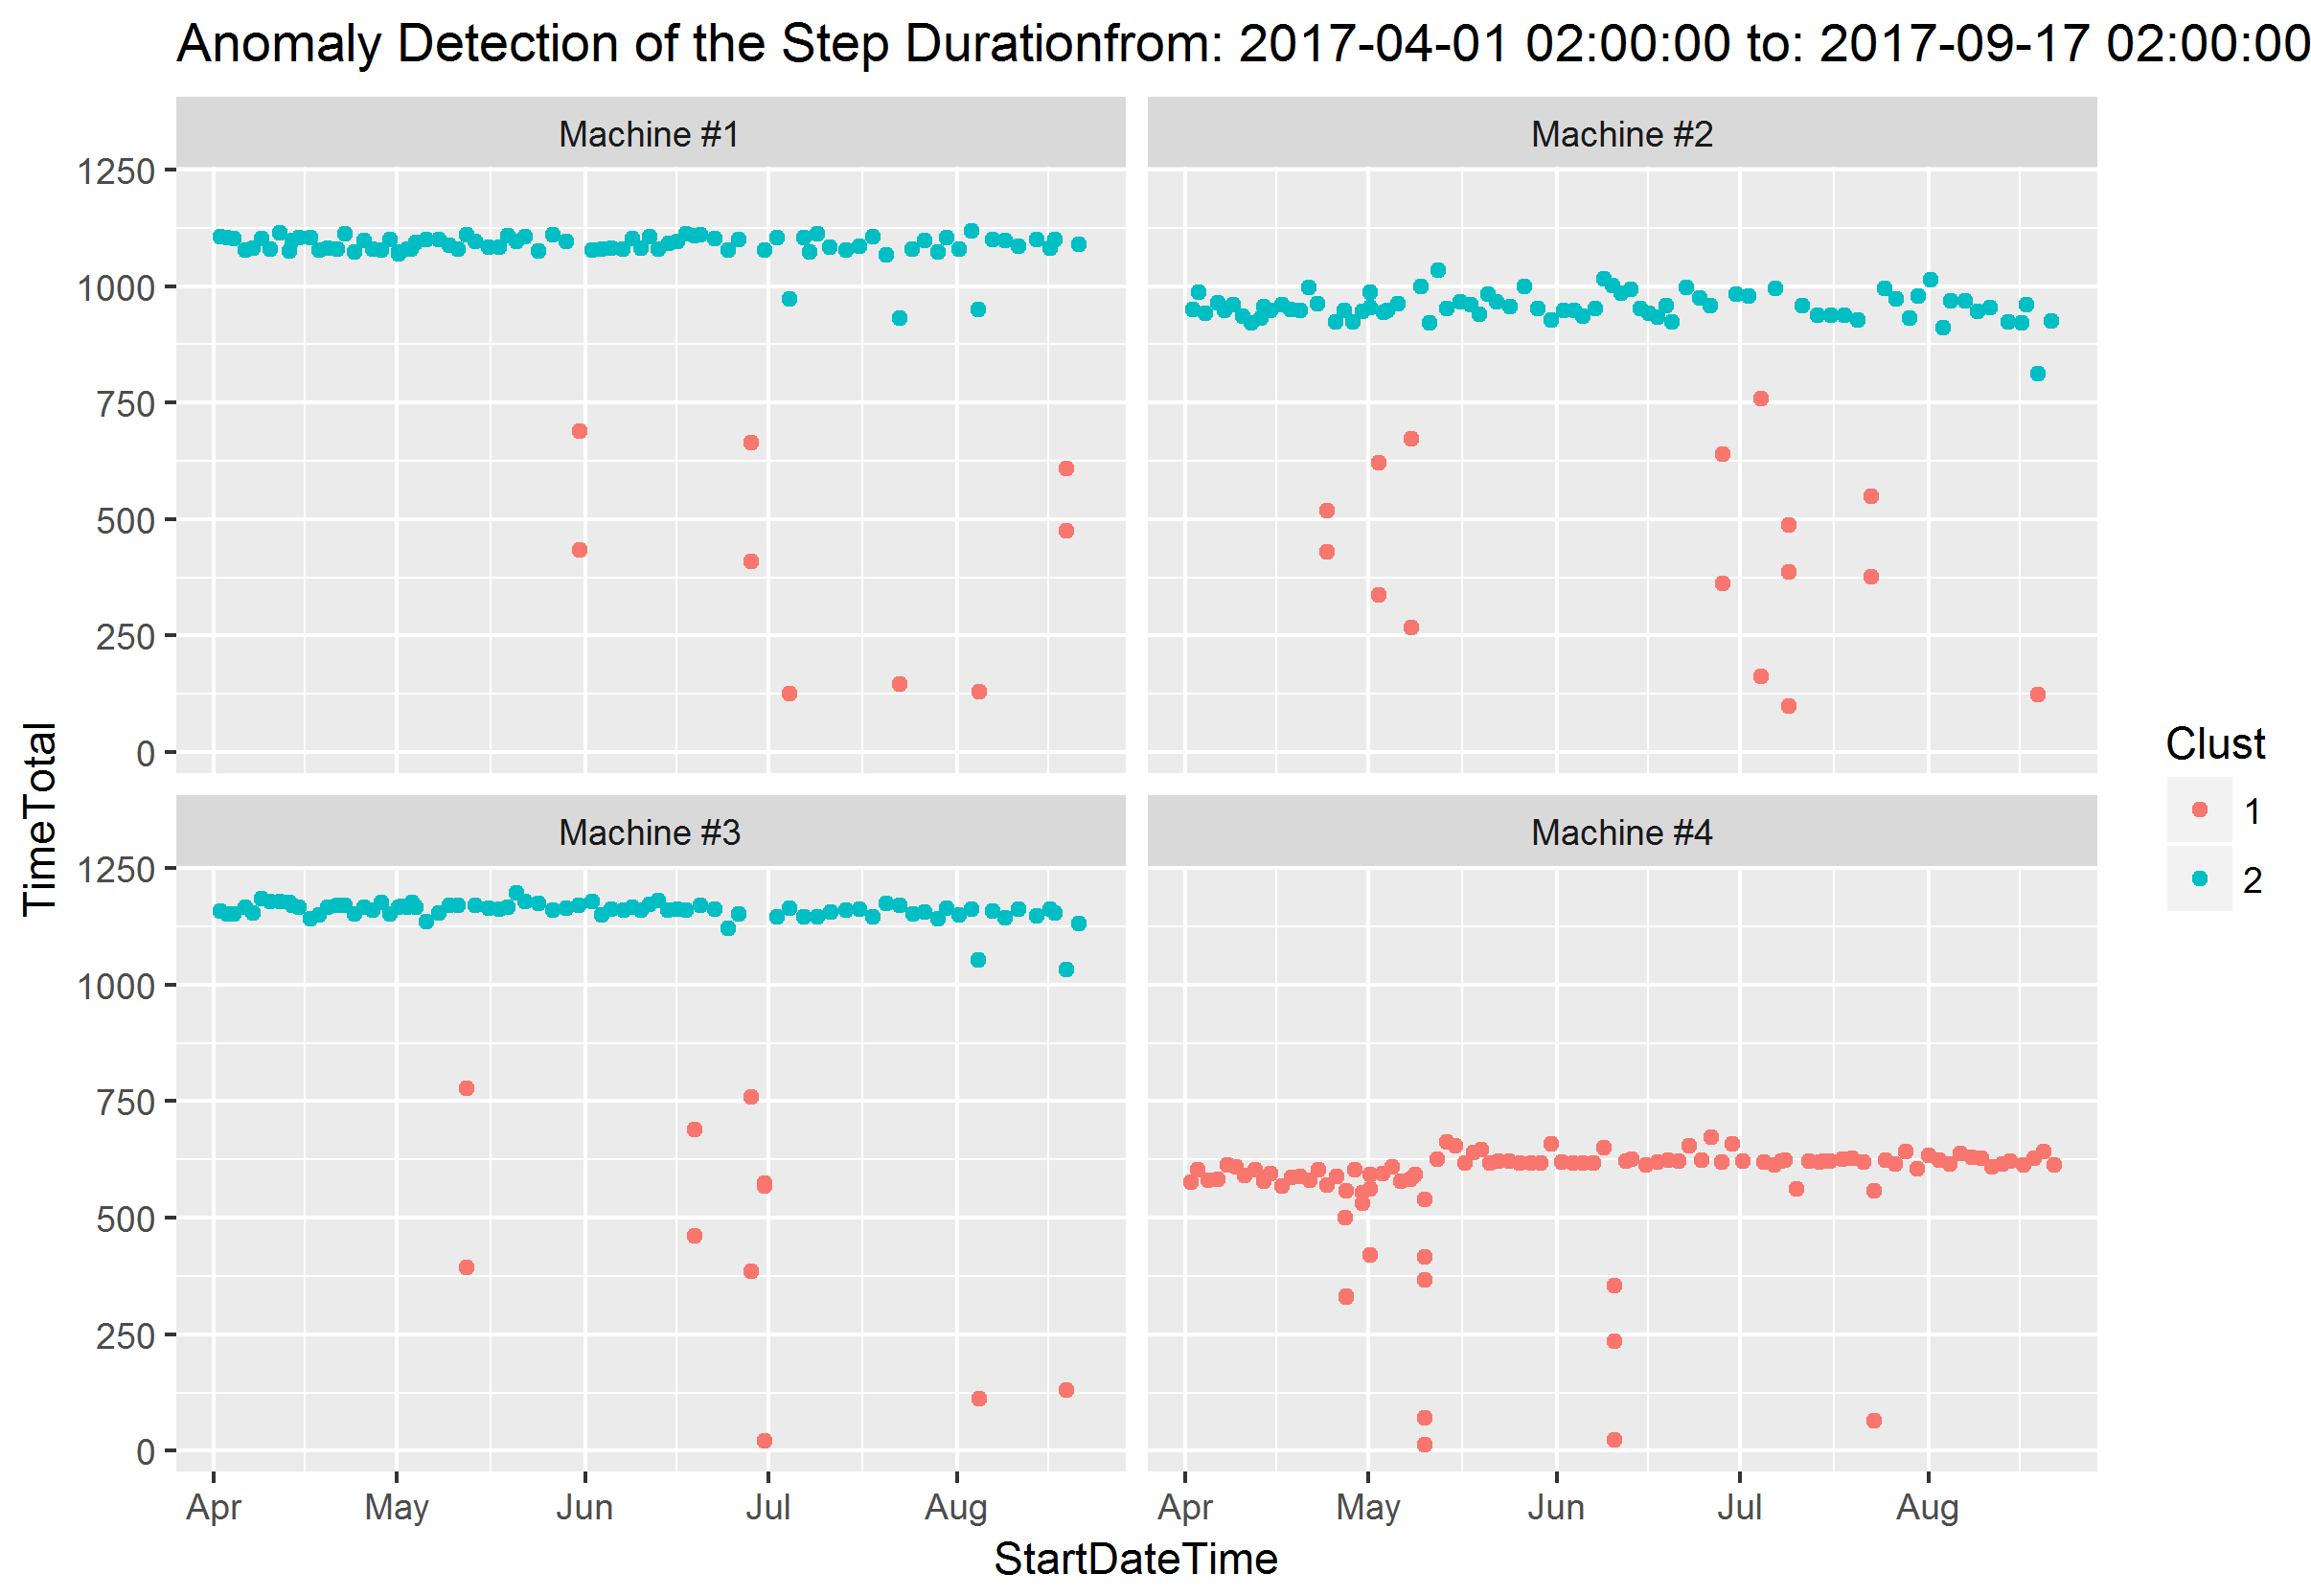 Anomaly Detection of the Step Durationfrom: 2017-04-01 02:00:00 to: 2017-09-17 02:00:00
Machine #1
Machine #2
1250
1000
750
500
250
0
Machine #3
Machine #4
1250
1000
750
500
250
0
Apr
May
Jun
Jul
Aug
Apr
May
Jun
Jul
Aug
StartDateTime
TimeTotal
Clust
1
2